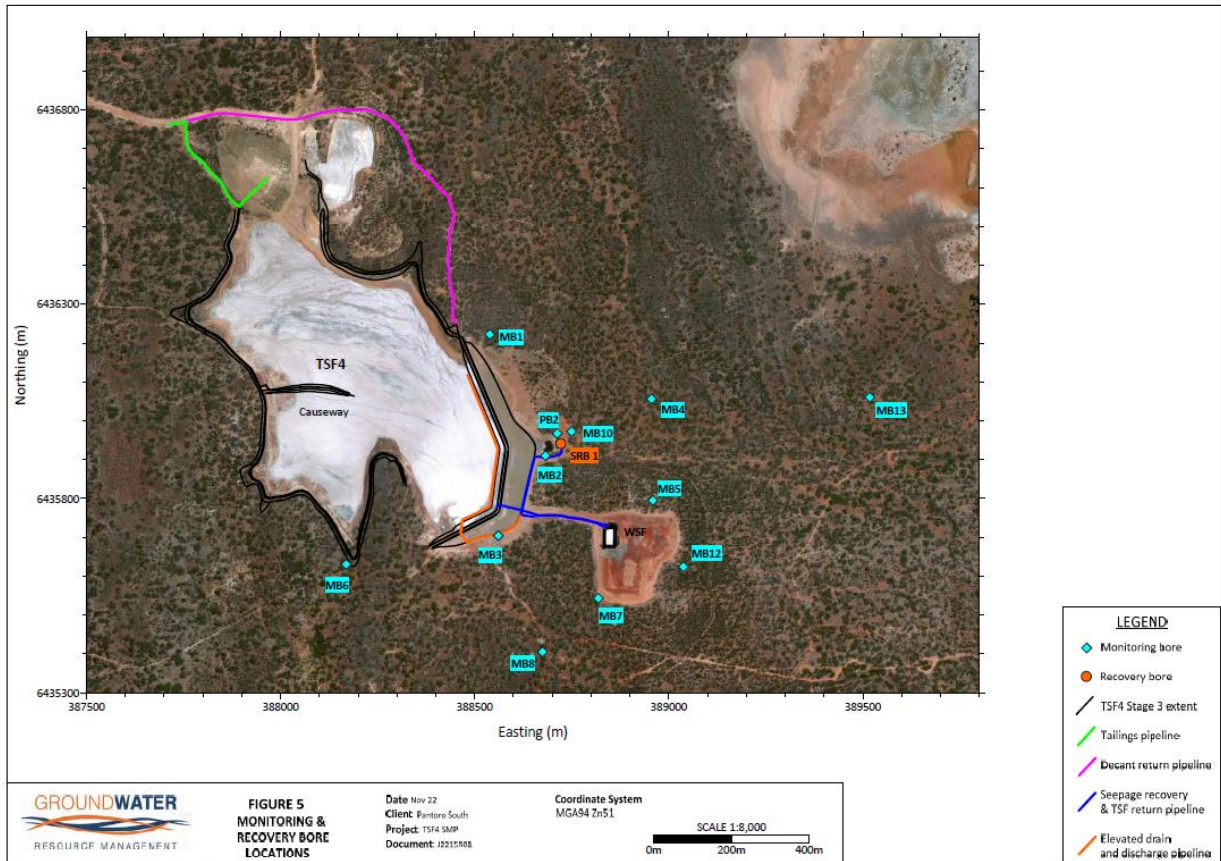 6436800
6436300
6435800
6435300
Northing (m)
387500
388000
388500
389000
389500
Easting (m)
TSF4
Causeway
MB1
MB4
MB13
PB2
MB10
SRB 1
MB2
MB5
WSF
MB3
MB12
MB6
MB7
MB8
LEGEND
Monitoring bore
Recovery bore
TSF4 Stage 3 extent
Tailings pipeline
Decant return pipeline
Seepage recovery
& TSF return pipeline
Elevated drain
and discharge pipeline
GROUNDWATER
RESOURCE MANAGEMENT
FIGURE 5
MONITORING &
RECOVERY BORE
LOCATIONS
Date Nov 22
Client Pantoro South
Project TSF4 SMP
Document
Coordinate System
MGA94 Zn51
SCALE 1:8,000
0m 200m 400m